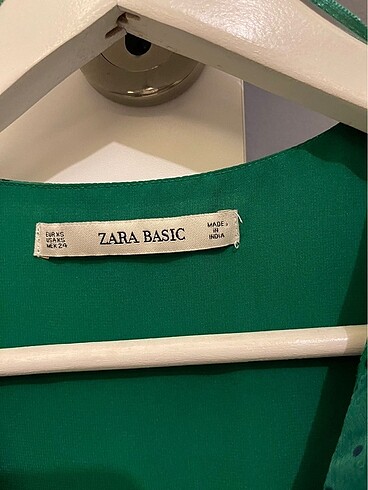 EUR XS
USA XS
MEX 24
ZARA BASIC
MADE
IN
INDIA